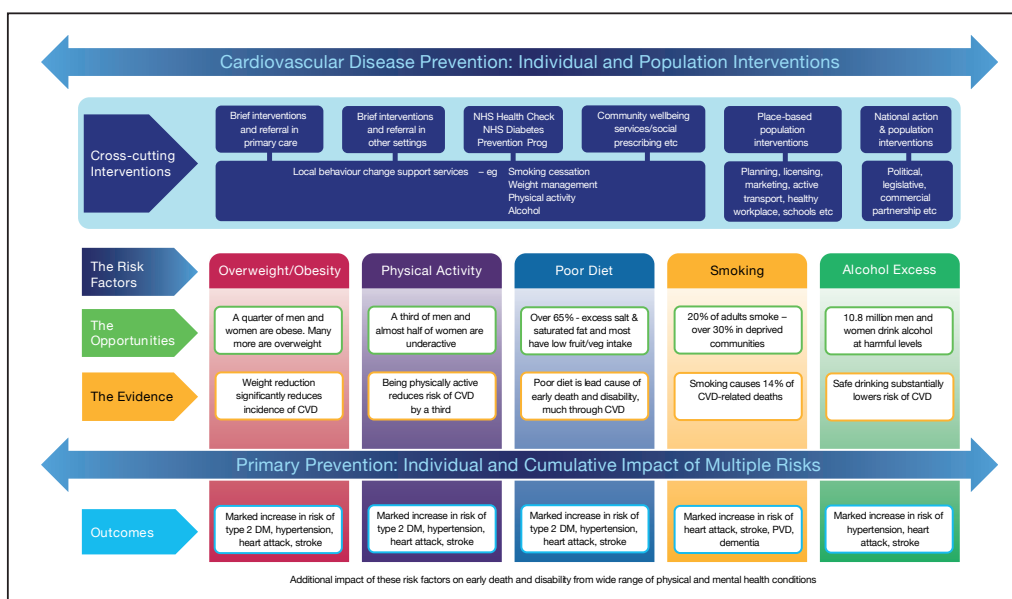 Cardiovascular Disease Prevention: Individual and Population Interventions
Cross-cutting
Interventions
Brief interventions
and referral in
primary care
Brief interventions
and referral in
other settings
NHS Health Check
NHS Diabetes
Prevention Prog
Community wellbeing
services/social
prescribing etc
Place-based
population
interventions
National action
& population
interventions
Local behaviour change support services – eg Smoking cessation
Weight management
Physical activity
Alcohol
Planning, licensing,
marketing, active
transport, healthy
workplace, schools etc
Political,
legislative,
commercial
partnership etc
The Risk
Factors
Overweight/Obesity
Physical Activity
Poor Diet
Smoking
Alcohol Excess
The
Opportunities
A quarter of men and
women are obese. Many
more are overweight
A third of men and
almost half of women are
underactive
Over 65% - excess salt &
saturated fat and most
have low fruit/veg intake
20% of adults smoke –
over 30% in deprived
communities
10.8 million men and
women drink alcohol
at harmful levels
The Evidence
Weight reduction
significantly reduces
incidence of CVD
Being physically active
reduces risk of CVD
by a third
Poor diet is lead cause of
early death and disability,
much through CVD
Smoking causes 14% of
CVD-related deaths
Safe drinking substantially
lowers risk of CVD
Primary Prevention: Individual and Cumulative Impact of Multiple Risks
Outcomes
Marked increase in risk of
type 2 DM, hypertension,
heart attack, stroke
Marked increase in risk of
type 2 DM, hypertension,
heart attack, stroke
Marked increase in risk of
type 2 DM, hypertension,
heart attack, stroke
Marked increase in risk of
heart attack, stroke, PVD,
dementia
Marked increase in risk of
hypertension, heart
attack, stroke
Additional impact of these risk factors on early death and disability from wide range of physical and mental health conditions